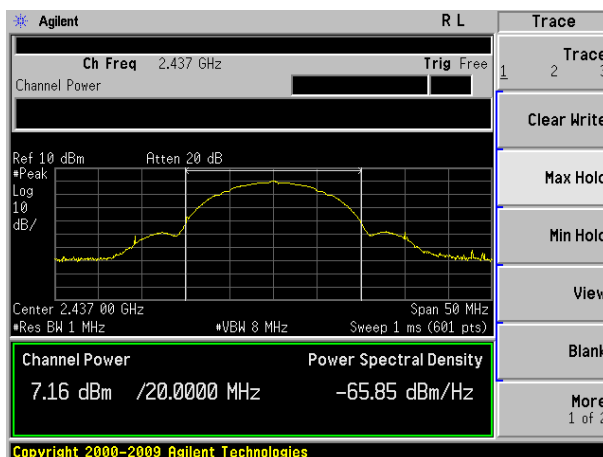 Agilent R L Trace
Ch Freq 2.437 GHz Trig Free
Channel Power
Trace
1 2 3
Clear Write
Max Hold
Min Hold
View
Blank
More
1 of 2
Ref 10 dBm Atten 20 dB
#Peak
Log
10
dB/
Center 2.437 00 GHz Span 50 MHz
#Res BW 1 MHz #VBW 8 MHz Sweep 1 ms (601 pts)
Channel Power Power Spectral Density
7.16 dBm /20.0000 MHz -65.85 dBm/Hz
Copyright 2000-2009 Agilent Technologies